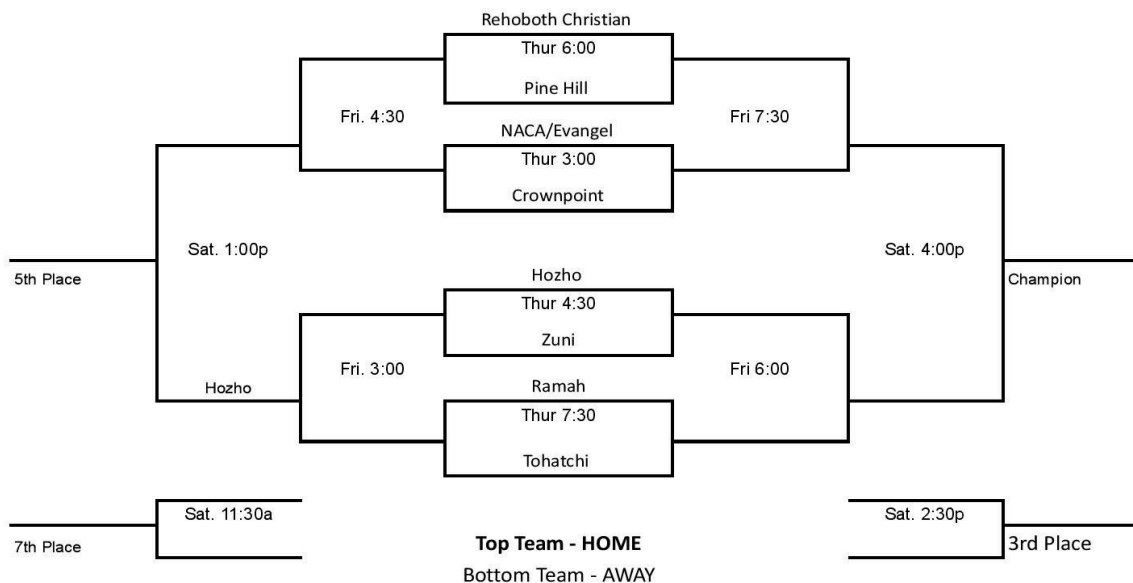 Rehoboth Christian
Thur 6:00
Pine Hill
Fri. 4:30
Fri 7:30
NACA/Evangel
Thur 3:00
Crownpoint
Sat. 1:00p
Sat. 4:00p
5th Place
Champion
Hozho
Thur 4:30
Zuni
Fri. 3:00
Fri 6:00
Hozho
Ramah
Thur 7:30
Tohatchi
Sat. 11:30a
Sat. 2:30p
7th Place
3rd Place
Top Team - HOME
Bottom Team - AWAY